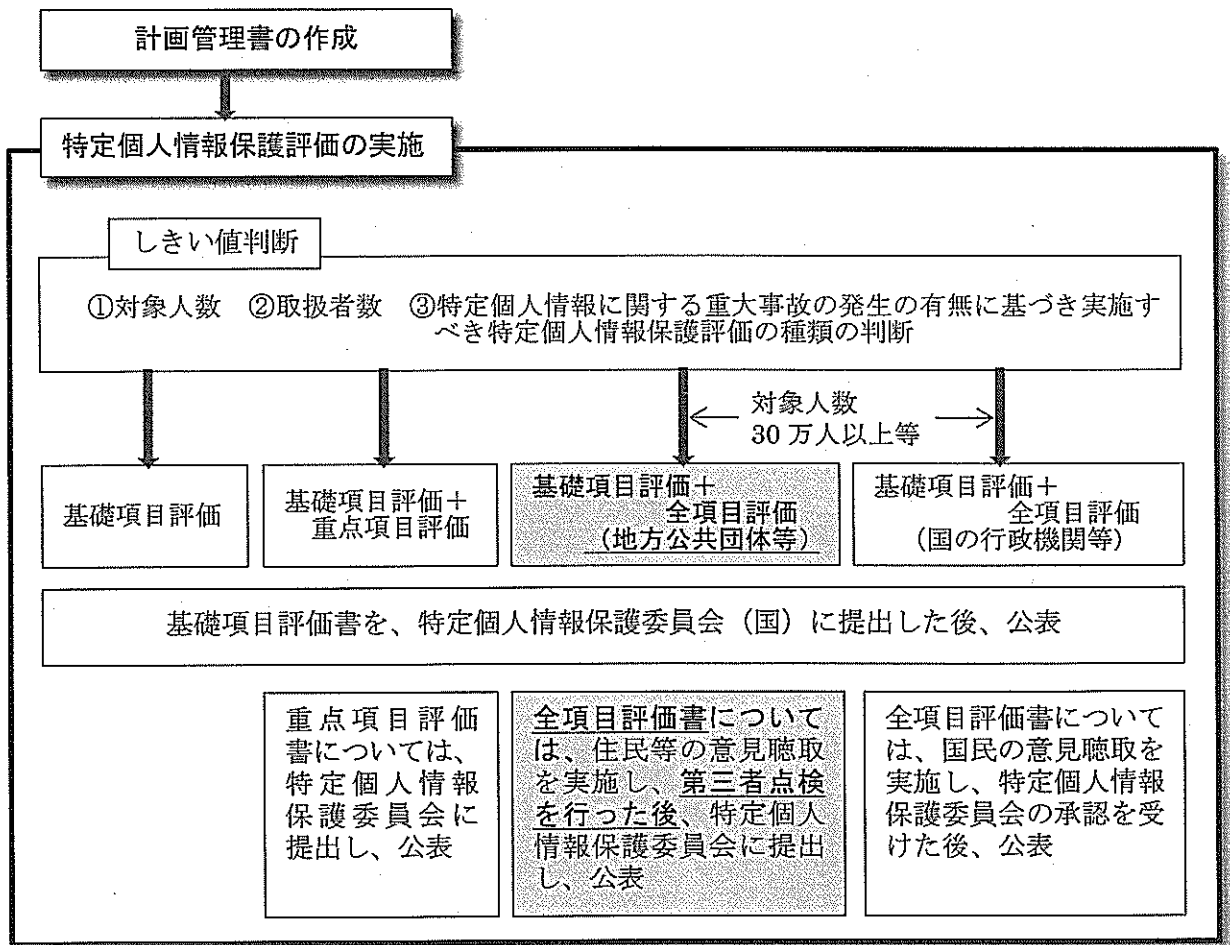 計画管理書の作成
特定個人情報保護評価の実施
しきい値判断
①対象人数 ②取扱者数 ③特定個人情報に関する重大事故の発生の有無に基づき実施す
べき特定個人情報保護評価の種類の判断
対象人数
30万人以上等
基礎項目評価
基礎項目評価+
重点項目評価
基礎項目評価+
全項目評価
(地方公共団体等)
基礎項目評価+
全項目評価
(国の行政機関等)
基礎項目評価書を、特定個人情報保護委員会(国)に提出した後、公表
重点項目評価
書については、
特定個人情報
保護委員会に
提出し、公表
全項目評価書について
は、住民等の意見聴取
を実施し、第三者点検
を行った後、特定個人
情報保護委員会に提出
し、公表
全項目評価書について
は、国民の意見聴取を
実施し、特定個人情報
保護委員会の承認を受
けた後、公表